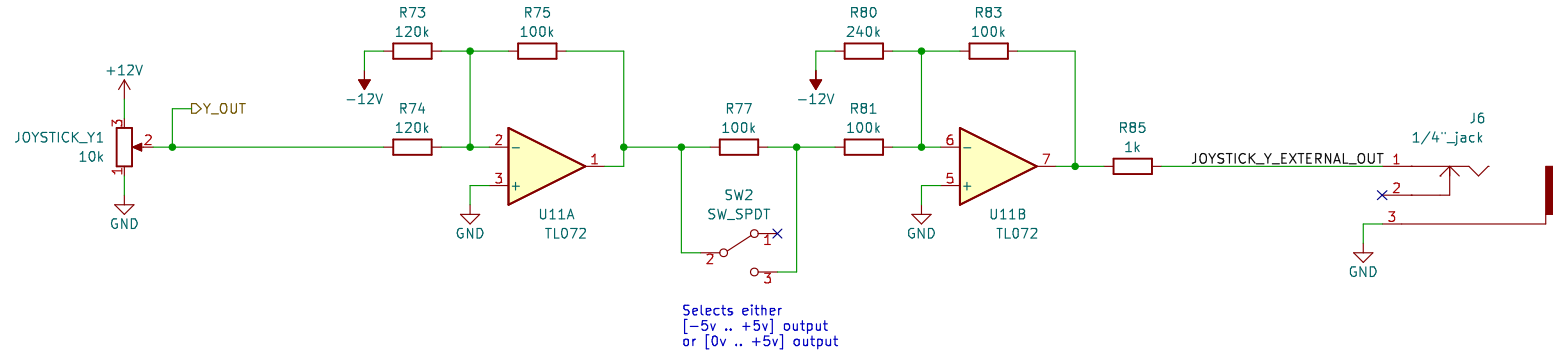 R73
120k
R75
100k
R80
240k
R83
100k
+12V
-12V
-12V
Y_OUT
3
JOYSTICK_Y1
10k
2
1
GND
R74
120k
2
-
3
+
1
U11A
TL072
GND
R77
100k
SW2
SW_SPDT
1
2
3
R81
100k
6
-
5
+
7
U11B
TL072
GND
R85
1k
JOYSTICK_Y_EXTERNAL_OUT
J6
1/4¨_jack
1
2
3
GND
Selects either
[-5v .. +5v] output
or [0v .. +5v] output